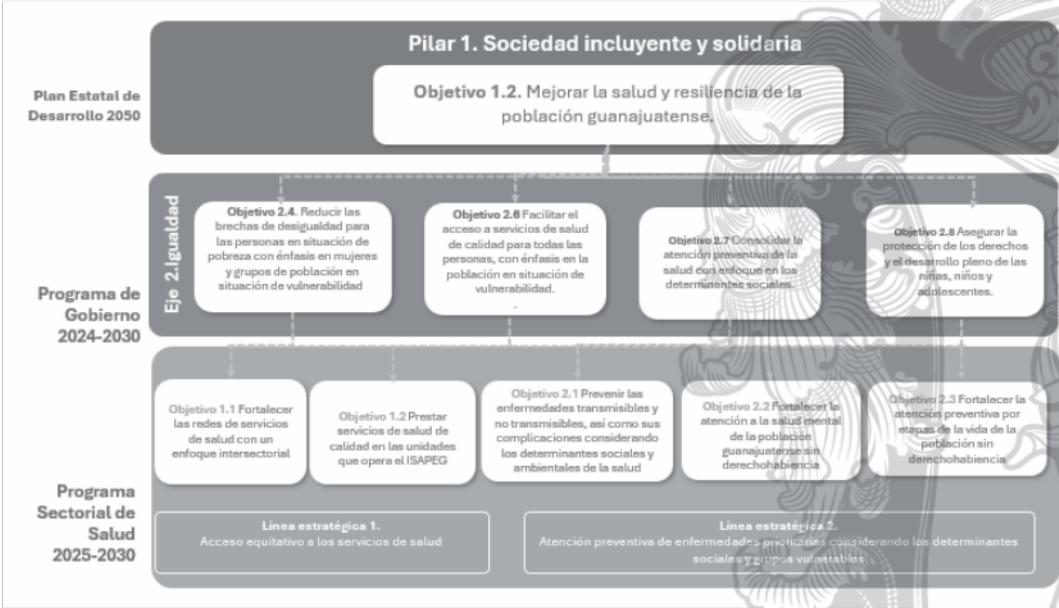 Pilar 1. Sociedad incluyente y solidaria
Plan Estatal de
Desarrollo 2050
Objetivo 1.2. Mejorar la salud y resiliencia de la
población guanajuatense.
Programa de
Gobierno
2024-2030
Eje 2.Igualdad
Objetivo 2.4. Reducir las
brechas de desigualdad para
las personas en situación de
pobreza con énfasis en mujeres
y grupos de población en
situación de vulnerabilidad
Objetivo 2.6 Facilitar el
acceso a servicios de salud
de calidad para todas las
personas, con énfasis en la
población en situación de
vulnerabilidad.
.
Objetivo 2.7 Consolidar la
atención preventiva de la
salud con enfoque en los
determinantes sociales.
Objetivo 2.8 Asegurar la
protección de los derechos
y el desarrollo pleno de las
niñas, niños y
adolescentes.
Programa
Sectorial de
Salud
2025-2030
Objetivo 1.1 Fortalecer
las redes de servicios
de salud con un
enfoque intersectorial
Objetivo 1.2 Prestar
servicios de salud de
calidad en las unidades
que opera el ISAPEG
Objetivo 2.1 Prevenir las
enfermedades transmisibles y
no transmisibles, así como sus
complicaciones considerando
los determinantes sociales y
ambientales de la salud
Objetivo 2.2 Fortalecer la
atención a la salud mental
de la población
guanajuatense sin
derechohabiencia
Objetivo 2.3 Fortalecer la
atención preventiva por
etapas de la vida de la
población sin
derechohabiencia
Línea estratégica 1.
Acceso equitativo a los servicios de salud
Línea estratégica 2.
Atención preventiva de enfermedades prioritarias considerando los determinantes
sociales y grupos vulnerables